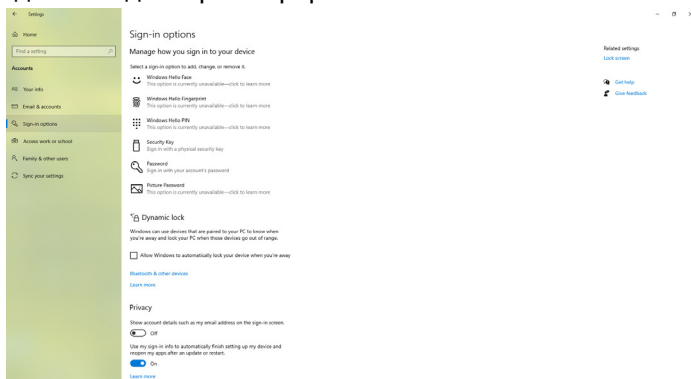 Settings
Home
Find a setting
Accounts
Your info
Email & accounts
Sign-in options
Access work or school
Family & other users
Sync your settings
Sign-in options
Manage how you sign in to your device
Select a sign-in option to add, change, or remove it.
Windows Hello Face
This option is currently unavailable—click to learn more
Windows Hello Fingerprint
This option is currently unavailable—click to learn more
Windows Hello PIN
This option is currently unavailable—click to learn more
Security Key
Sign in with a physical security key
Password
Sign in with your account's password
Picture Password
This option is currently unavailable—click to learn more
Dynamic lock
Windows can use devices that are paired to your PC to know when
you're away and lock your PC when those devices go out of range.
Allow Windows to automatically lock your device when you're away
Bluetooth & other devices
Learn more
Privacy
Show account details such as my email address on the sign-in screen.
Off
Use my sign-in info to automatically finish setting up my device and
reopen my apps after an update or restart.
On
Learn more
Related settings
Lock screen
Get help
Give feedback